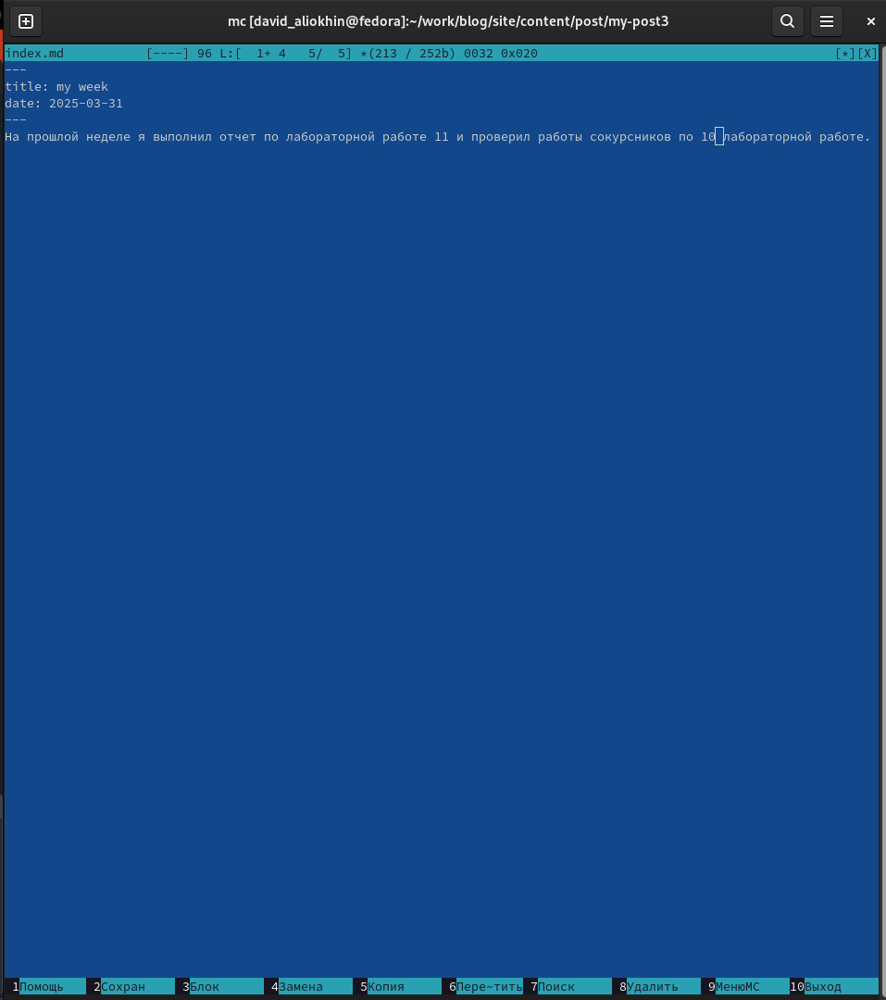 mc [david_aliokhin@fedora]:~/work/blog/site/content/post/my-post3
index.md [----] 96 L:[ 1+ 4 5/ 5] *(213 / 252b) 0032 0x020 [*][X]
---
title: my week
date: 2025-03-31
---
На прошлой неделе я выполнил отчет по лабораторной работе 11 и проверил работы сокурсников по 10 лабораторной работе.
1Помощь 2Сохран 3Блок 4Замена 5Копия 6Пере~тить 7Поиск 8Удалить 9МенюМС 10Выход